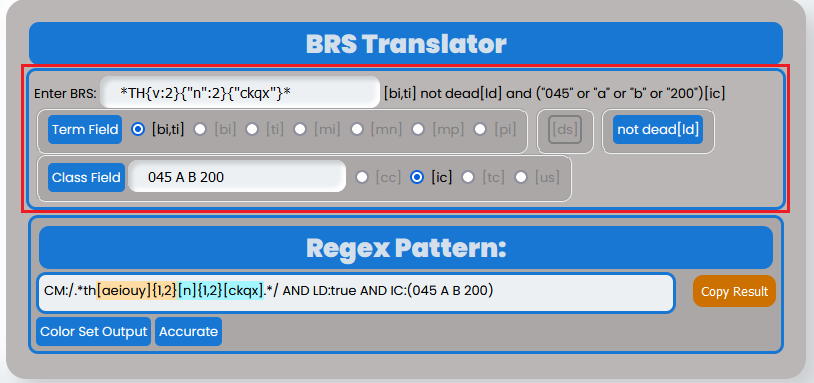 BRS Translator
Enter BRS: *TH{v:2}{"n":2}{"ckqx"}* [bi,ti] not dead[ld] and ("045" or "a" or "b" or "200")[ic]
Term Field [bi,ti] [bi] [ti] [mi] [mn] [mp] [pi] [ds] not dead[ld]
Class Field 045 A B 200 [cc] [ic] [tc] [us]
Regex Pattern:
CM:/.*th[aeiouy]{1,2}[n]{1,2}[ckqx].*/ AND LD:true AND IC:(045 A B 200) Copy Result
Color Set Output Accurate